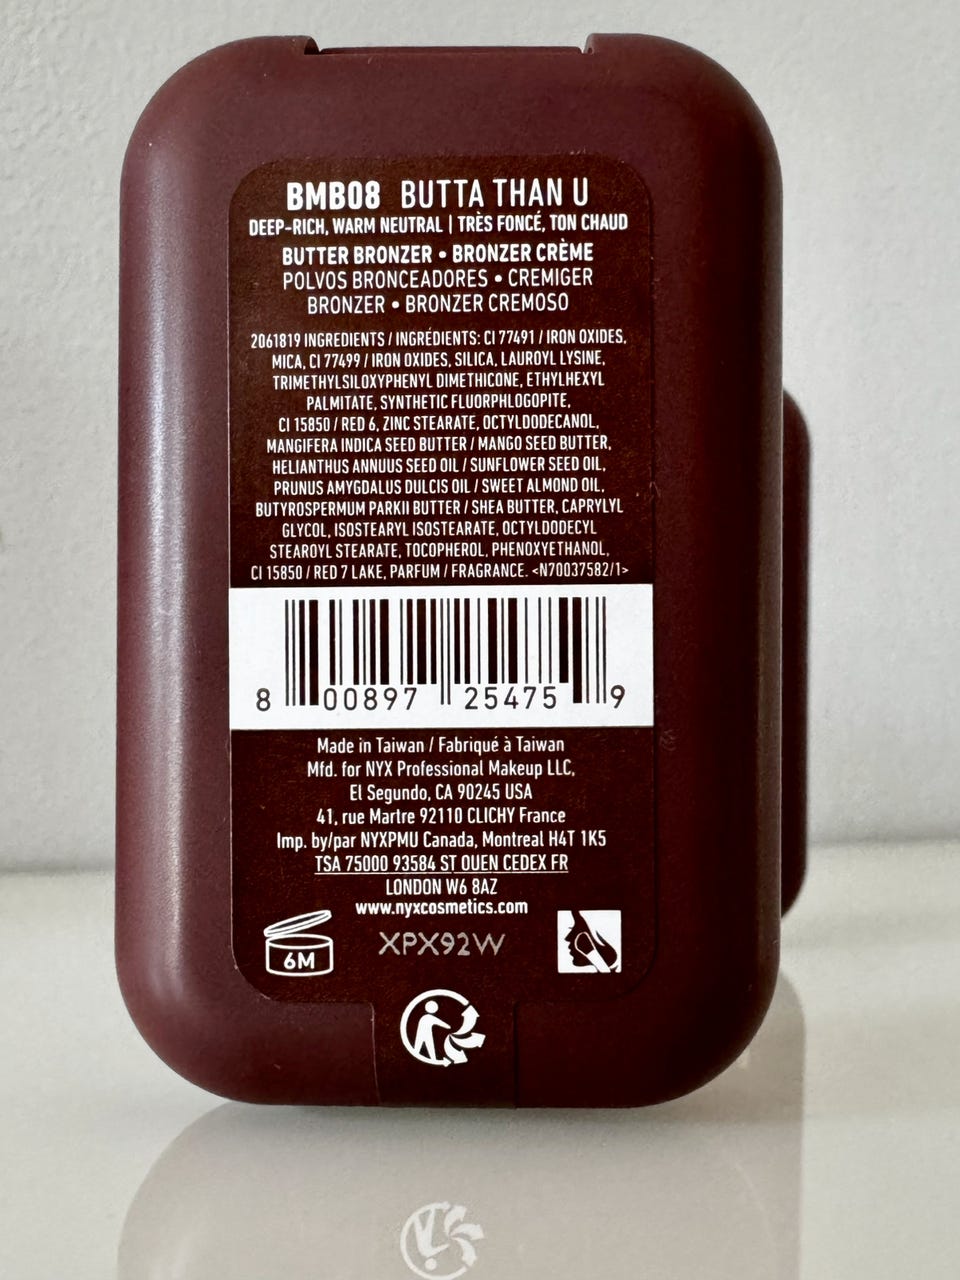 BMB08 BUTTA THAN U
DEEP-RICH, WARM NEUTRAL | TRÈS FONCÉ, TON CHAUD
BUTTER BRONZER • BRONZER CRÈME
POLVOS BRONCEADORES • CREMIGER
BRONZER • BRONZER CREMOSO
2061819 INGREDIENTS / INGRÉDIENTS: CI 77491 / IRON OXIDES,
MICA, CI 77499 / IRON OXIDES, SILICA, LAUROYL LYSINE,
TRIMETHYLSILOXYPHENYL DIMETHICONE, ETHYLHEXYL
PALMITATE, SYNTHETIC FLUORPHLOGOPITE,
CI 15850 / RED 6, ZINC STEARATE, OCTYLDODECANOL,
MANGIFERA INDICA SEED BUTTER / MANGO SEED BUTTER,
HELIANTHUS ANNUUS SEED OIL / SUNFLOWER SEED OIL,
PRUNUS AMYGDALUS DULCIS OIL / SWEET ALMOND OIL,
BUTYROSPERMUM PARKII BUTTER / SHEA BUTTER, CAPRYLYL
GLYCOL, ISOSTEARYL ISOSTEARATE, OCTYLDODECYL
STEAROYL STEARATE, TOCOPHEROL, PHENOXYETHANOL,
CI 15850 / RED 7 LAKE, PARFUM / FRAGRANCE. <N70037582/1>
8 00897 25475 9
Made in Taiwan / Fabriqué à Taiwan
Mfd. for NYX Professional Makeup LLC,
El Segundo, CA 90245 USA
41, rue Martre 92110 CLICHY France
Imp. by/par NYXPMU Canada, Montreal H4T 1K5
TSA 75000 93584 ST OUEN CEDEX FR
LONDON W6 8AZ
www.nyxcosmetics.com
6M XPX92W